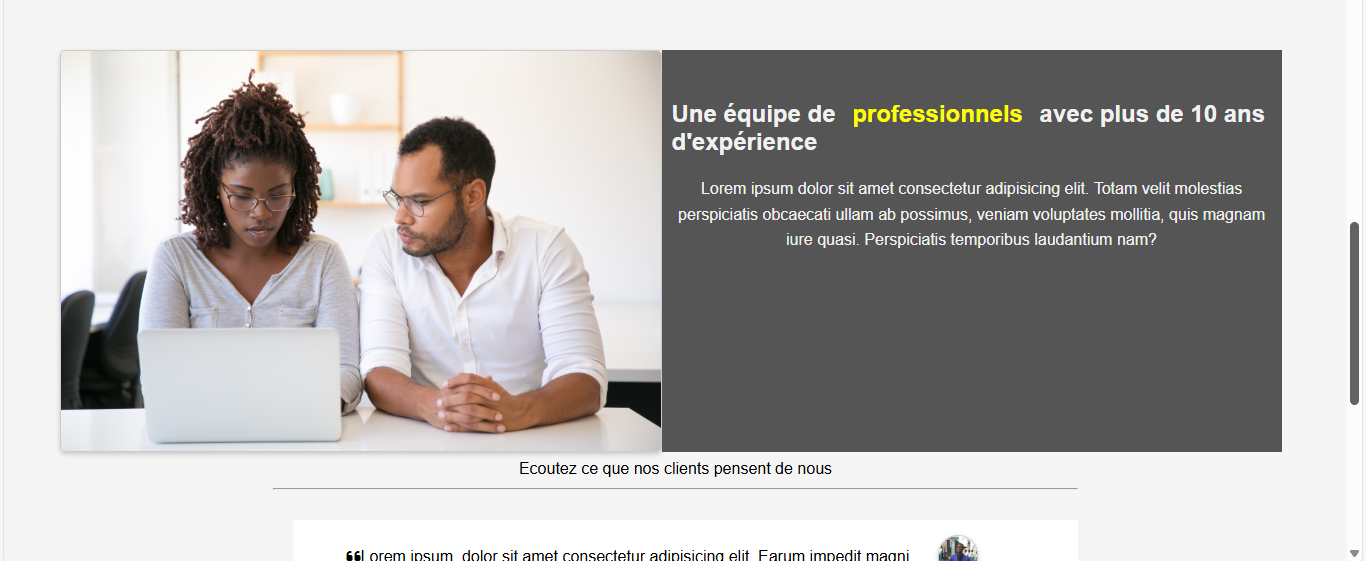 Une équipe de professionnels avec plus de 10 ans
d'expérience
Lorem ipsum dolor sit amet consectetur adipisicing elit. Totam velit molestias
perspiciatis obcaecati ullam ab possimus, veniam voluptates mollitia, quis magnam
iure quasi. Perspiciatis temporibus laudantium nam?
Ecoutez ce que nos clients pensent de nous
❝Lorem ipsum, dolor sit amet consectetur adipisicing elit. Earum impedit magni